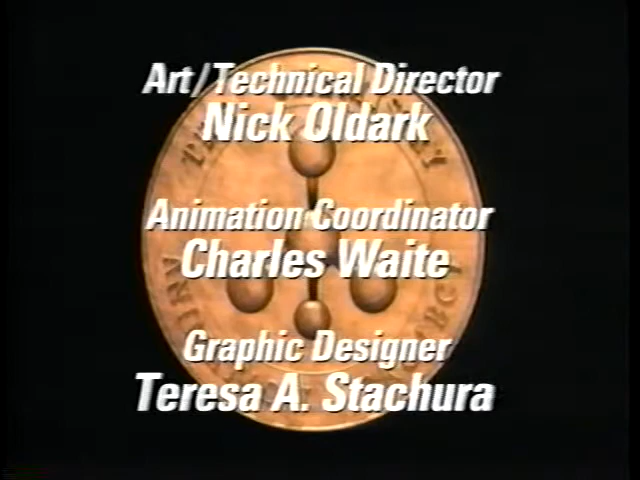 Art/Technical Director
Nick Oldark
Animation Coordinator
Charles Waite
Graphic Designer
Teresa A. Stachura